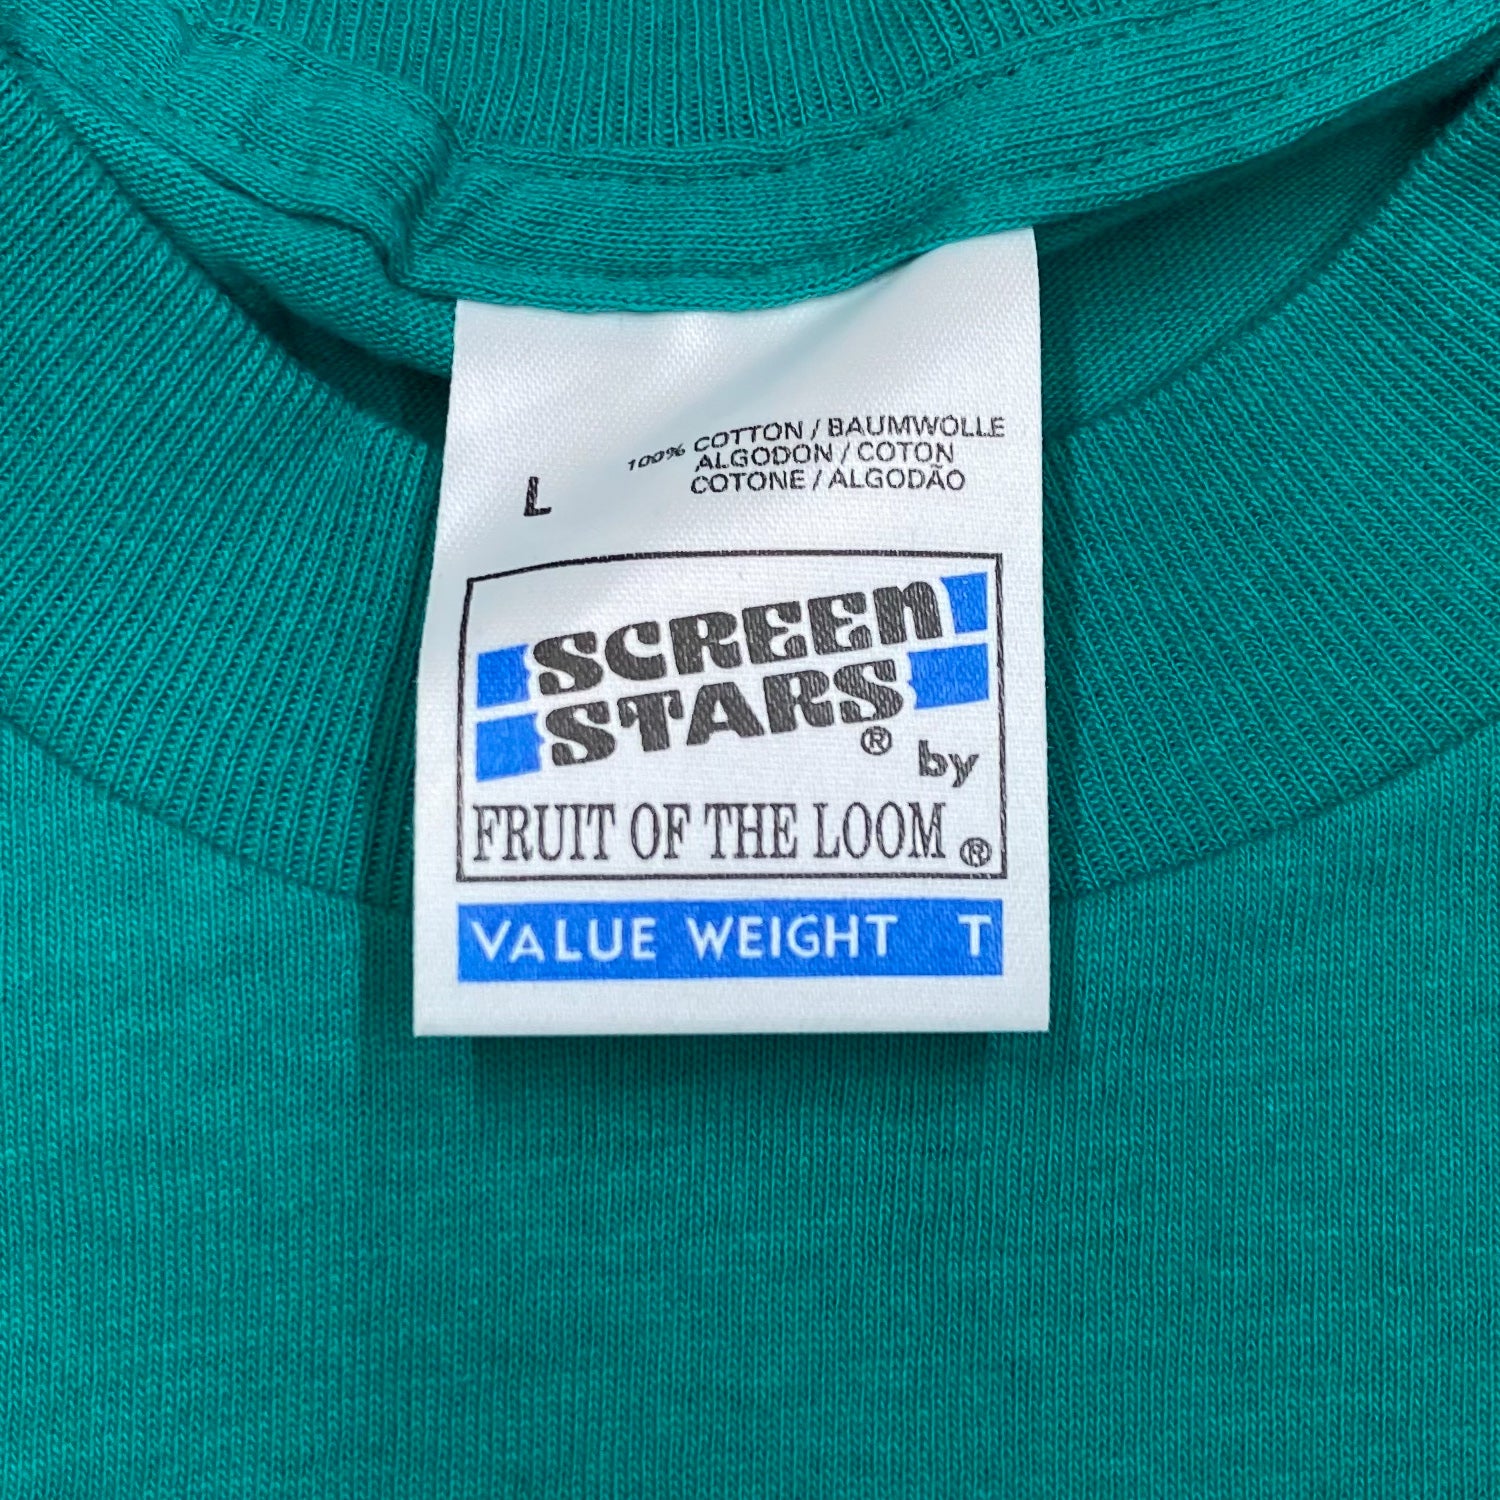 L
100% COTTON / BAUMWOLLE
ALGODON / COTON
COTONE / ALGODÃO
SCREEN
STARS® by
FRUIT OF THE LOOM®
VALUE WEIGHT T